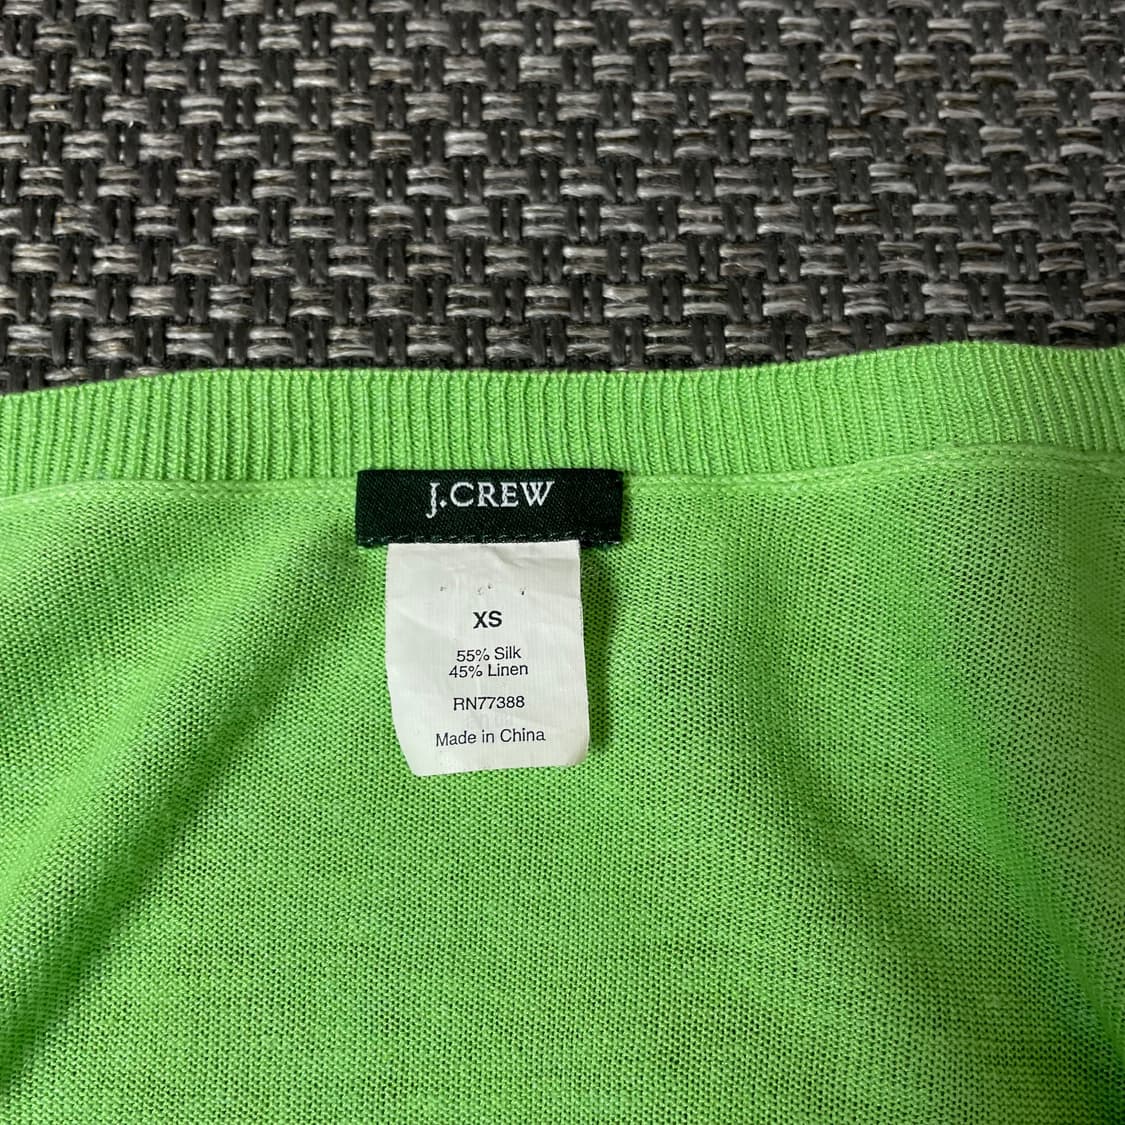 J.CREW
XS
55% Silk
45% Linen
RN77388
Made in China